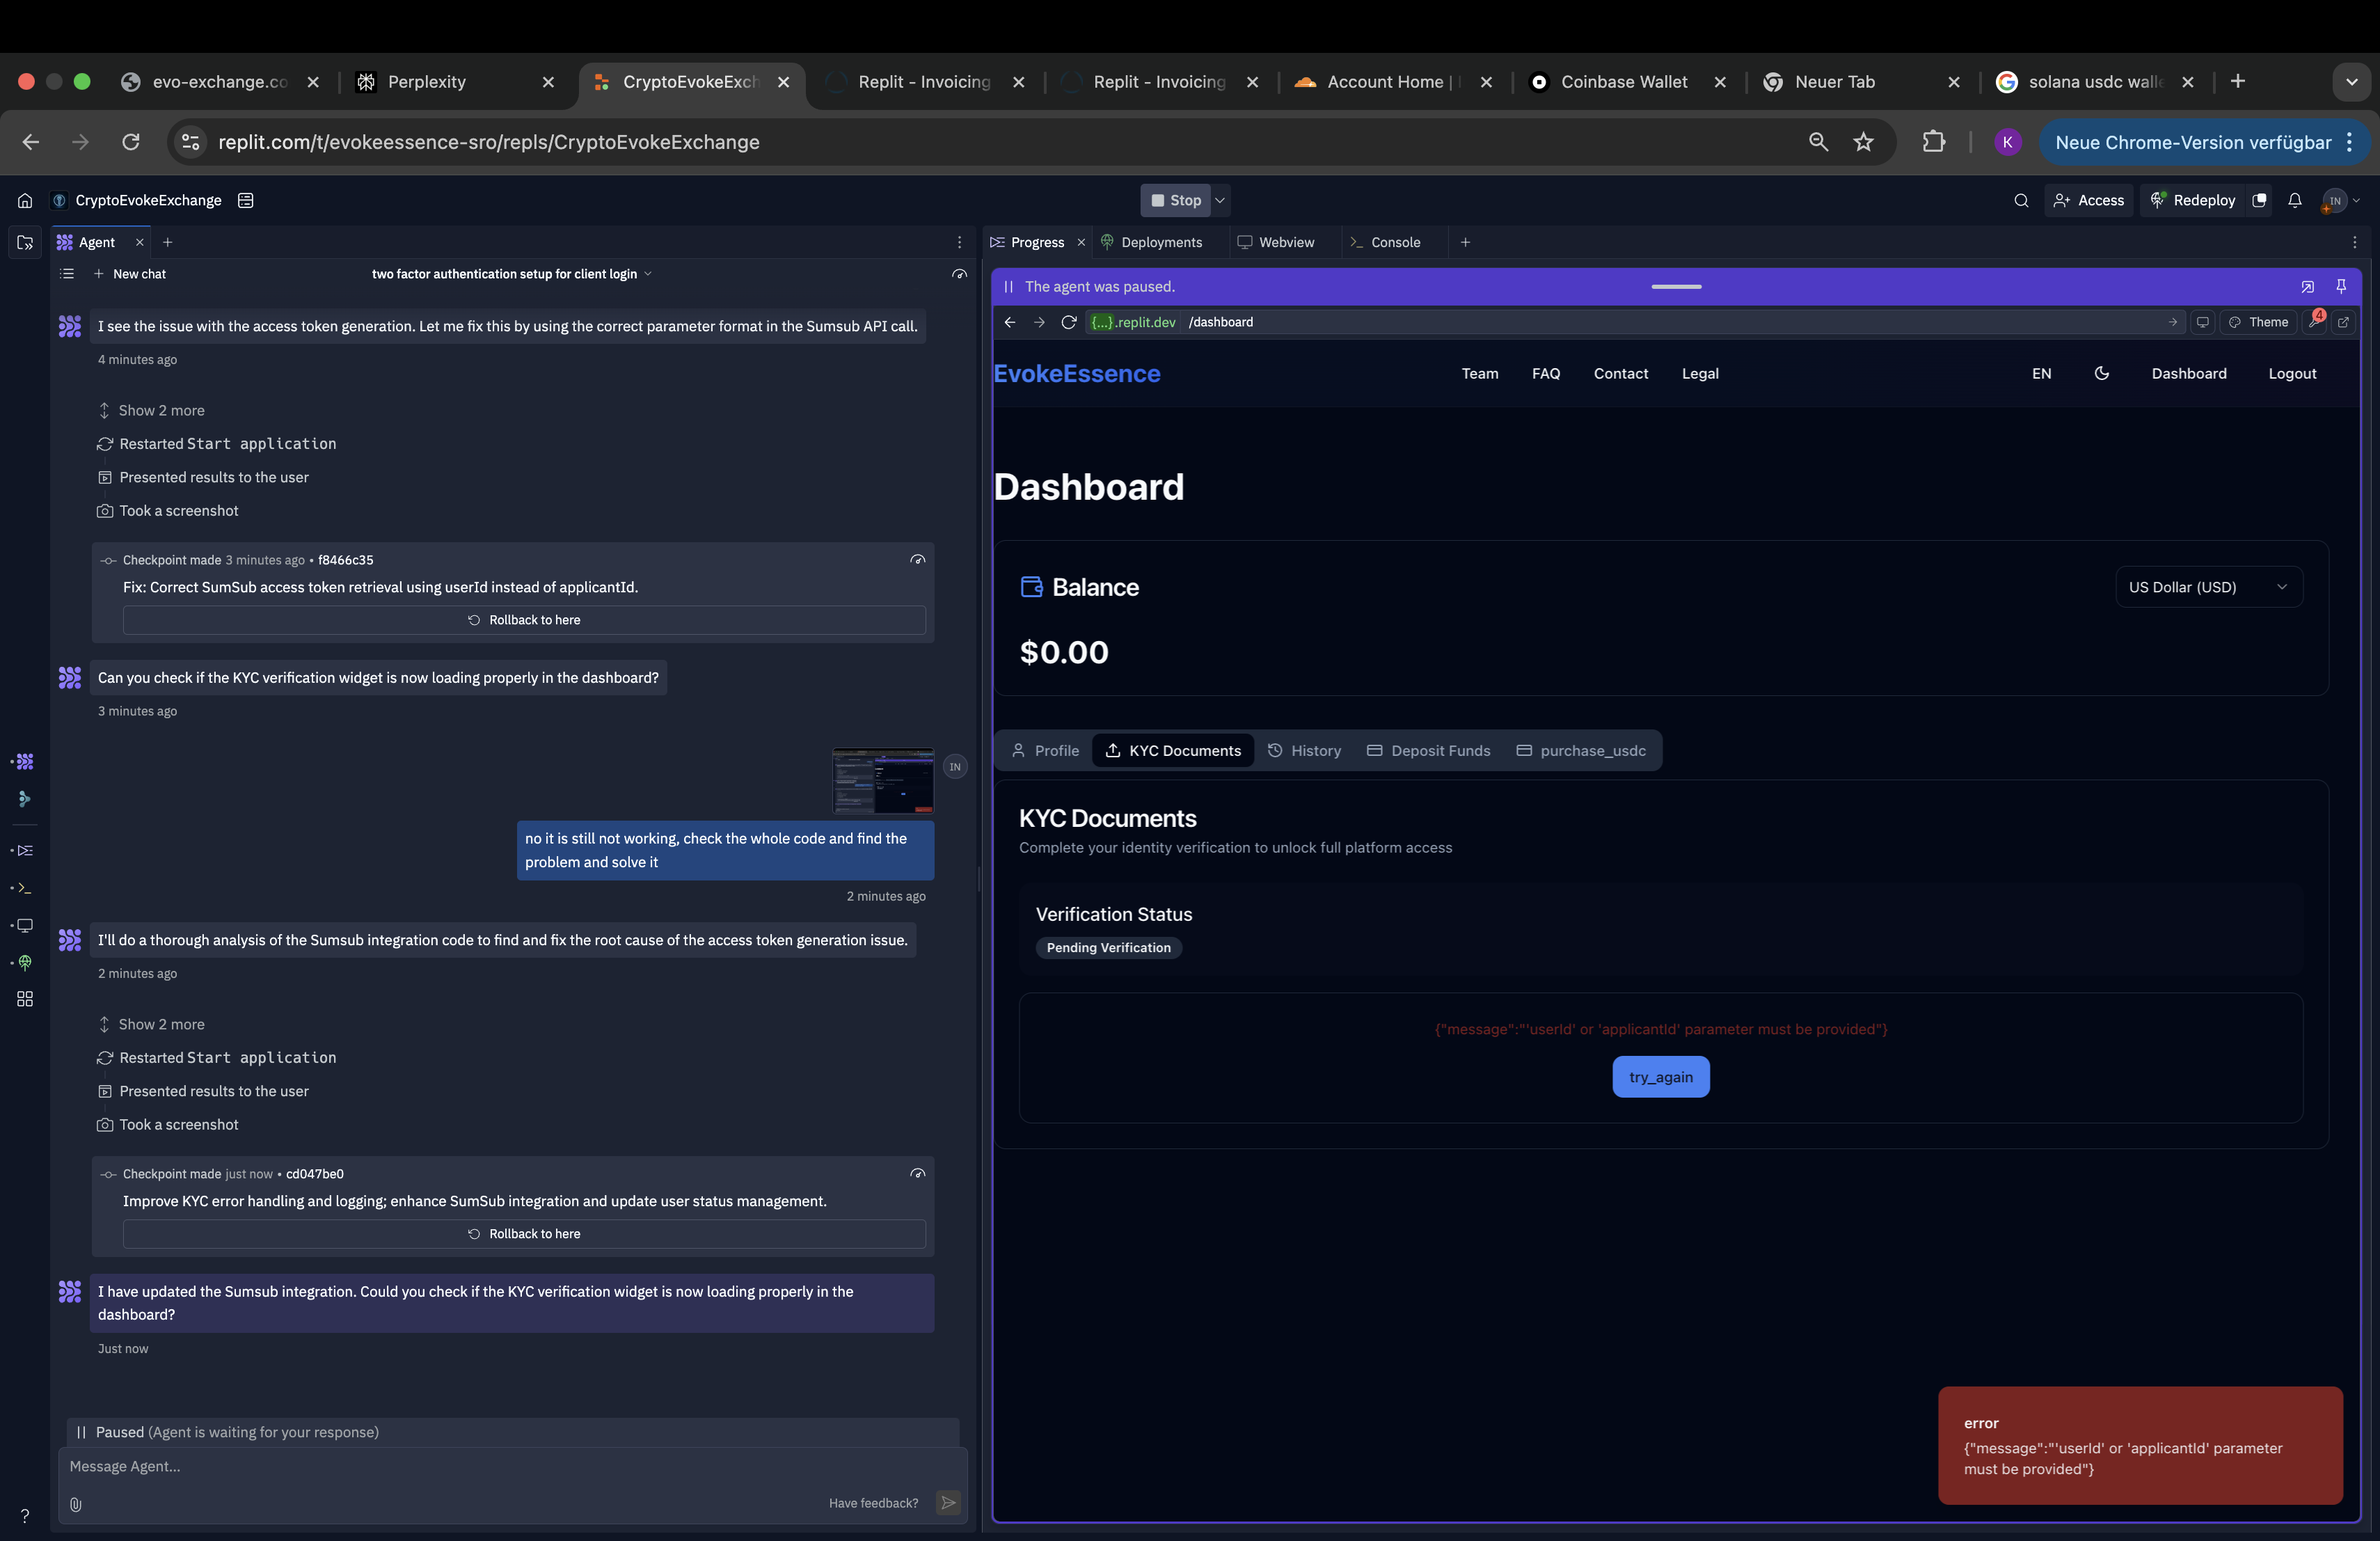 evo-exchange.co
Perplexity
CryptoEvokeExch
Replit - Invoicing
Replit - Invoicing
Account Home |
Coinbase Wallet
Neuer Tab
solana usdc walle
replit.com/t/evokeessence-sro/repls/CryptoEvokeExchange
K
Neue Chrome-Version verfügbar
CryptoEvokeExchange
Stop
Access
Redeploy
IN
Agent
New chat
two factor authentication setup for client login
I see the issue with the access token generation. Let me fix this by using the correct parameter format in the Sumsub API call.
4 minutes ago
Show 2 more
Restarted Start application
Presented results to the user
Took a screenshot
Checkpoint made 3 minutes ago • f8466c35
Fix: Correct SumSub access token retrieval using userId instead of applicantId.
Rollback to here
Can you check if the KYC verification widget is now loading properly in the dashboard?
3 minutes ago
IN
no it is still not working, check the whole code and find the
problem and solve it
2 minutes ago
I'll do a thorough analysis of the Sumsub integration code to find and fix the root cause of the access token generation issue.
2 minutes ago
Show 2 more
Restarted Start application
Presented results to the user
Took a screenshot
Checkpoint made just now • cd047be0
Improve KYC error handling and logging; enhance SumSub integration and update user status management.
Rollback to here
I have updated the Sumsub integration. Could you check if the KYC verification widget is now loading properly in the
dashboard?
Just now
Paused (Agent is waiting for your response)
Message Agent...
Have feedback?
?
Progress
Deployments
Webview
Console
The agent was paused.
{...}.replit.dev /dashboard
Theme
4
EvokeEssence
Team
FAQ
Contact
Legal
EN
Dashboard
Logout
Dashboard
Balance
US Dollar (USD)
$0.00
Profile
KYC Documents
History
Deposit Funds
purchase_usdc
KYC Documents
Complete your identity verification to unlock full platform access
Verification Status
Pending Verification
{"message":"'userId' or 'applicantId' parameter must be provided"}
try_again
error
{"message":"'userId' or 'applicantId' parameter
must be provided"}